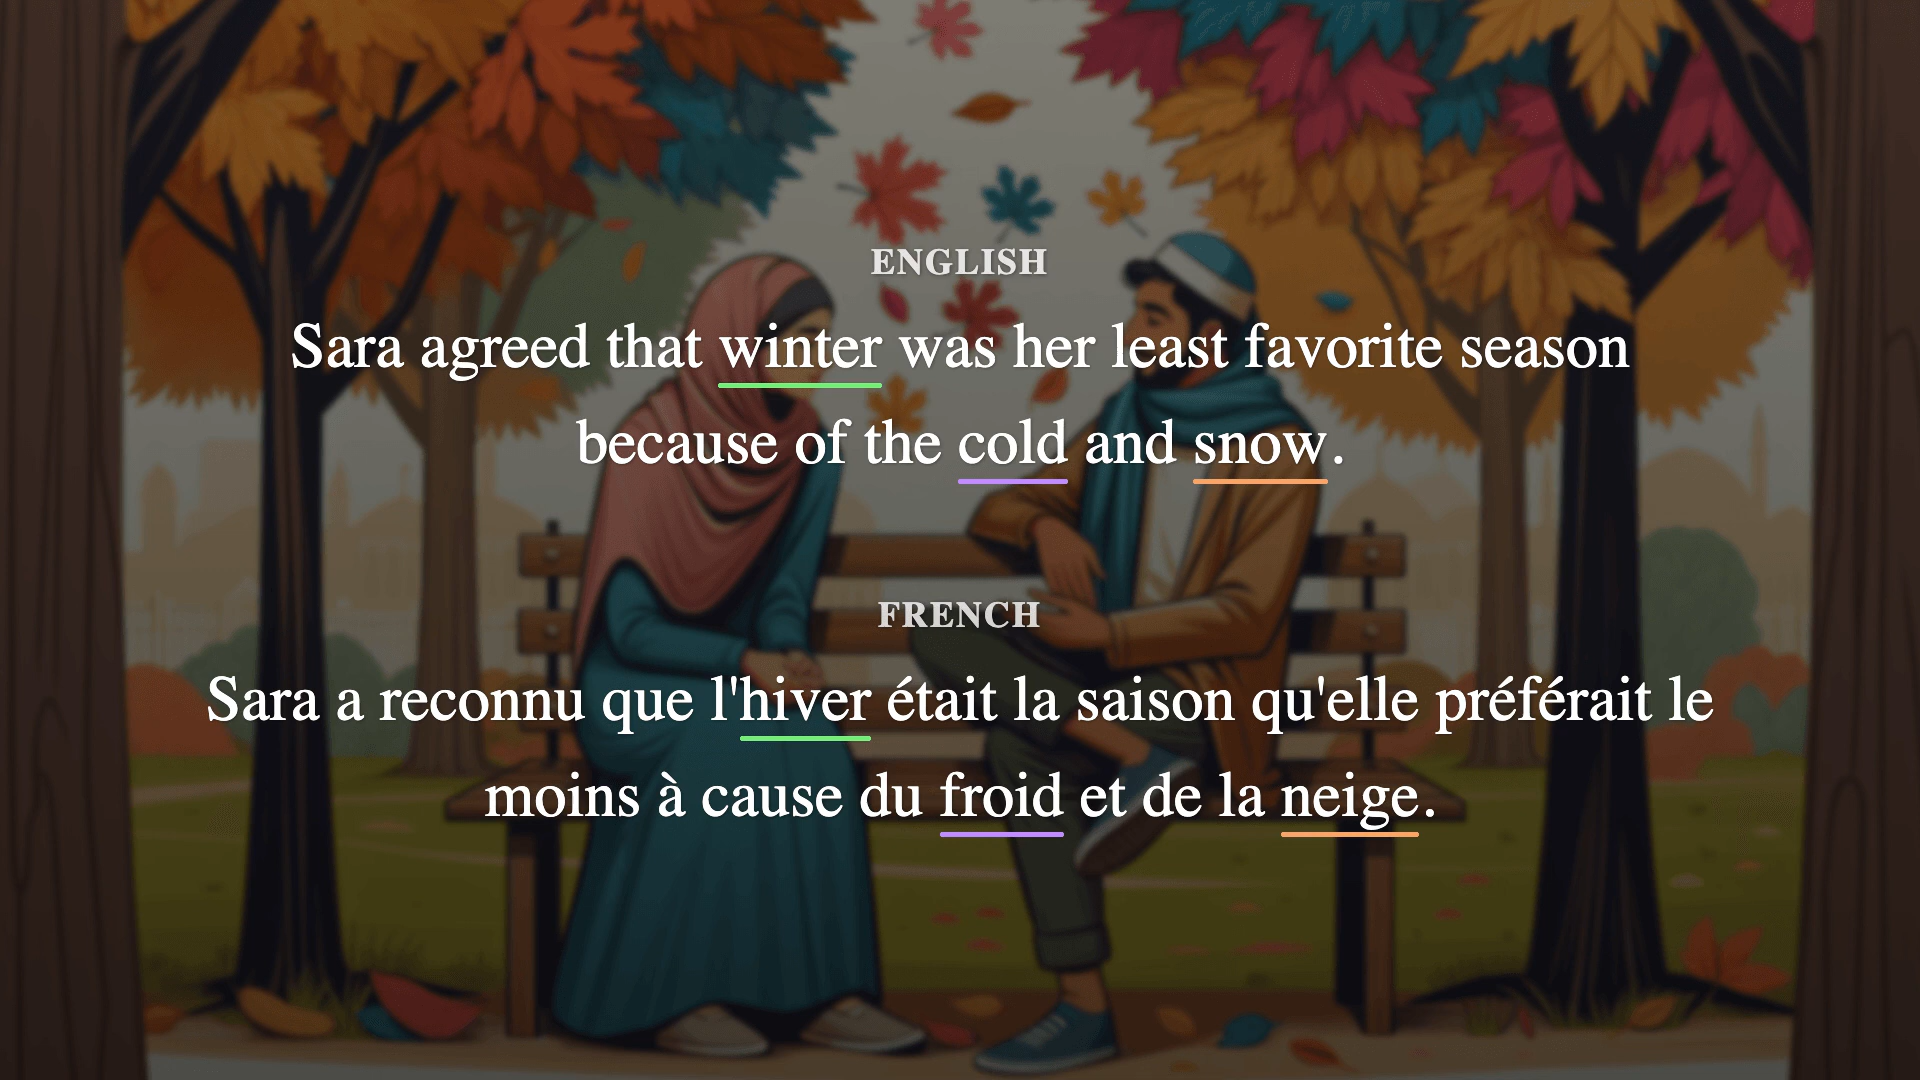 ENGLISH
Sara agreed that winter was her least favorite season
because of the cold and snow.
FRENCH
Sara a reconnu que l'hiver était la saison qu'elle préférait le
moins à cause du froid et de la neige.